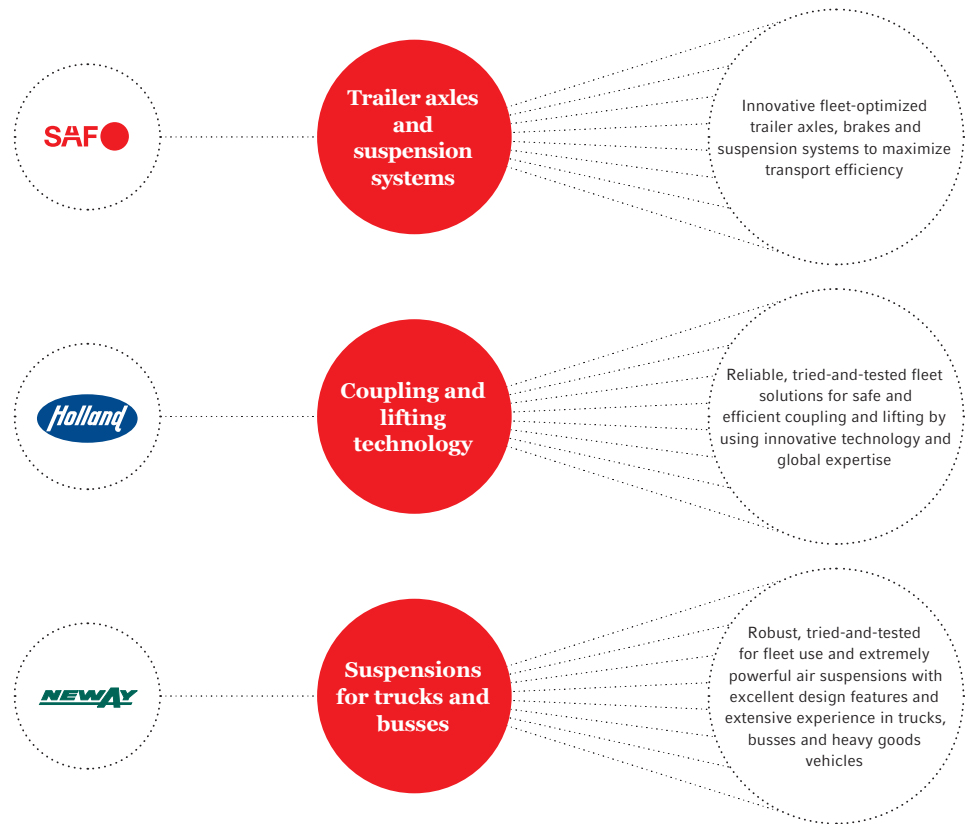 SAF
Trailer axles
and
suspension
systems
Innovative fleet-optimized
trailer axles, brakes and
suspension systems to maximize
transport efficiency
Holland
Coupling and
lifting
technology
Reliable, tried-and-tested fleet
solutions for safe and
efficient coupling and lifting by
using innovative technology and
global expertise
NEWAY
Suspensions
for trucks and
busses
Robust, tried-and-tested
for fleet use and extremely
powerful air suspensions with
excellent design features and
extensive experience in trucks,
busses and heavy goods
vehicles